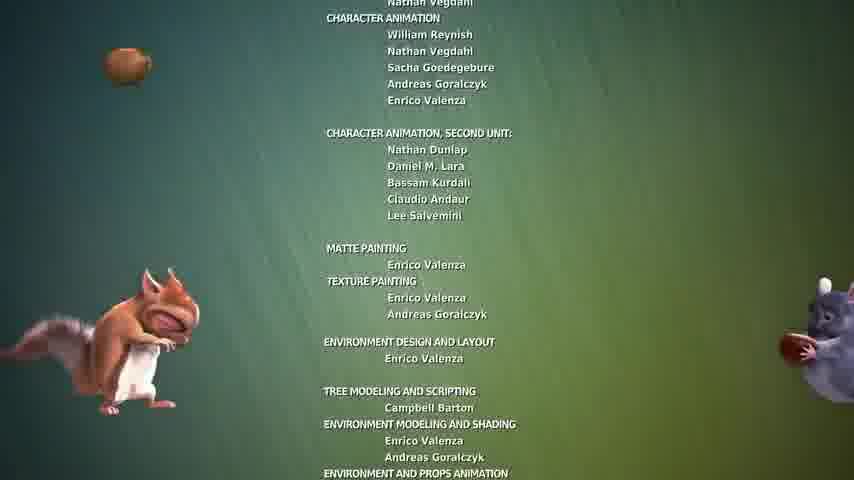 Nathan Vegdahl
CHARACTER ANIMATION
William Reynish
Nathan Vegdahl
Sacha Goedegebure
Andreas Goralczyk
Enrico Valenza
CHARACTER ANIMATION, SECOND UNIT:
Nathan Dunlap
Daniel M. Lara
Bassam Kurdali
Claudio Andaur
Lee Salvemini
MATTE PAINTING
Enrico Valenza
TEXTURE PAINTING
Enrico Valenza
Andreas Goralczyk
ENVIRONMENT DESIGN AND LAYOUT
Enrico Valenza
TREE MODELING AND SCRIPTING
Campbell Barton
ENVIRONMENT MODELING AND SHADING
Enrico Valenza
Andreas Goralczyk
ENVIRONMENT AND PROPS ANIMATION